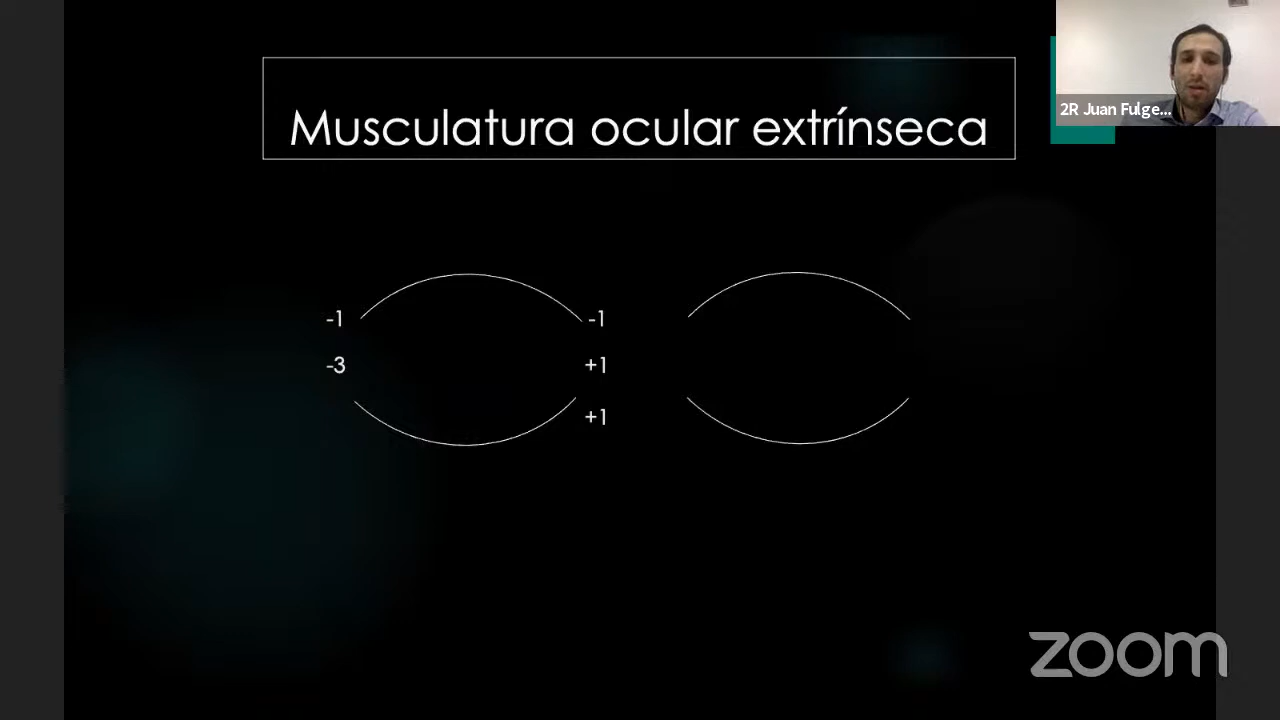 2R Juan Fulge...
Musculatura ocular extrínseca
-1 -1
-3 +1
+1
zoom